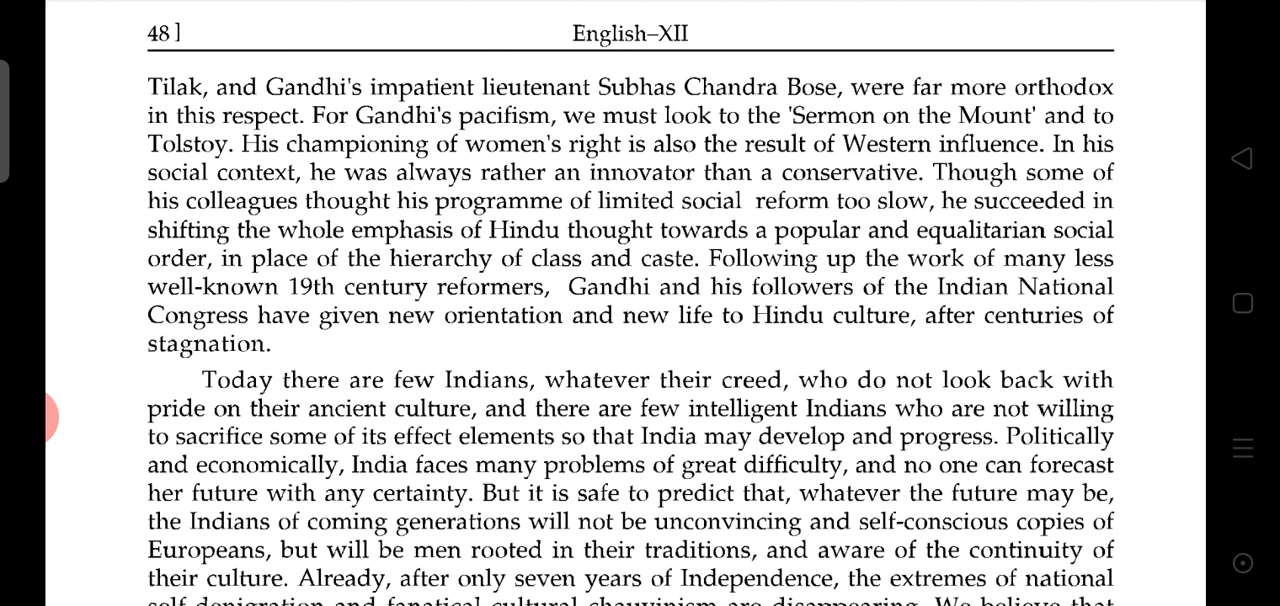 48 ]
English–XII
Tilak, and Gandhi's impatient lieutenant Subhas Chandra Bose, were far more orthodox
in this respect. For Gandhi's pacifism, we must look to the 'Sermon on the Mount' and to
Tolstoy. His championing of women's right is also the result of Western influence. In his
social context, he was always rather an innovator than a conservative. Though some of
his colleagues thought his programme of limited social reform too slow, he succeeded in
shifting the whole emphasis of Hindu thought towards a popular and equalitarian social
order, in place of the hierarchy of class and caste. Following up the work of many less
well-known 19th century reformers, Gandhi and his followers of the Indian National
Congress have given new orientation and new life to Hindu culture, after centuries of
stagnation.
Today there are few Indians, whatever their creed, who do not look back with
pride on their ancient culture, and there are few intelligent Indians who are not willing
to sacrifice some of its effect elements so that India may develop and progress. Politically
and economically, India faces many problems of great difficulty, and no one can forecast
her future with any certainty. But it is safe to predict that, whatever the future may be,
the Indians of coming generations will not be unconvincing and self-conscious copies of
Europeans, but will be men rooted in their traditions, and aware of the continuity of
their culture. Already, after only seven years of Independence, the extremes of national
self-denigration and fanatical cultural chauvinism are disappearing. We believe that